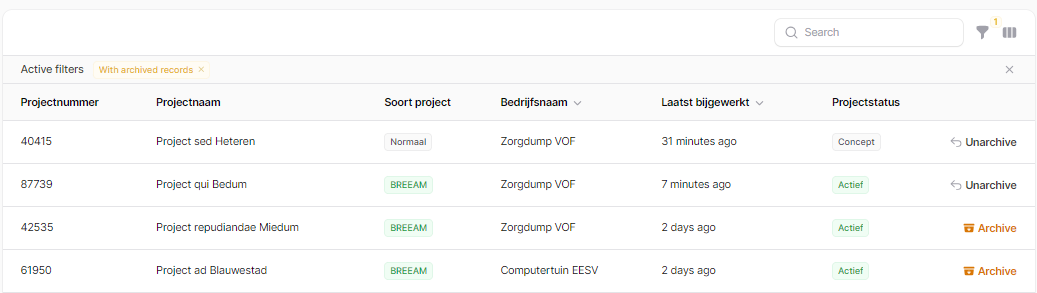 Search
1
Active filters With archived records
Projectnummer Projectnaam Soort project Bedrijfsnaam Laatst bijgewerkt Projectstatus
40415 Project sed Heteren Normaal Zorgdump VOF 31 minutes ago Concept Unarchive
87739 Project qui Bedum BREEAM Zorgdump VOF 7 minutes ago Actief Unarchive
42535 Project repudiandae Miedum BREEAM Zorgdump VOF 2 days ago Actief Archive
61950 Project ad Blauwestad BREEAM Computertuin EESV 2 days ago Actief Archive